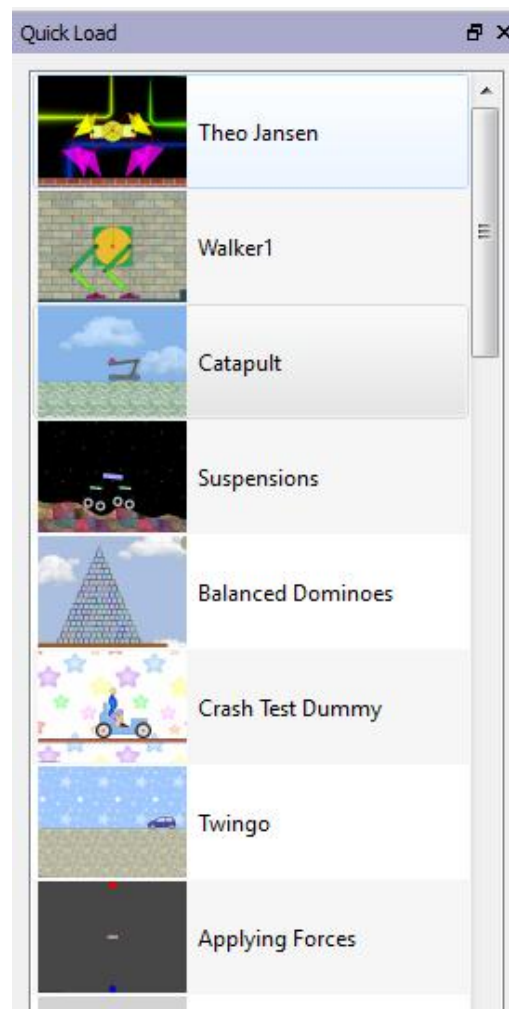 Quick Load
Theo Jansen
Walker1
Catapult
Suspensions
Balanced Dominoes
Crash Test Dummy
Twingo
Applying Forces